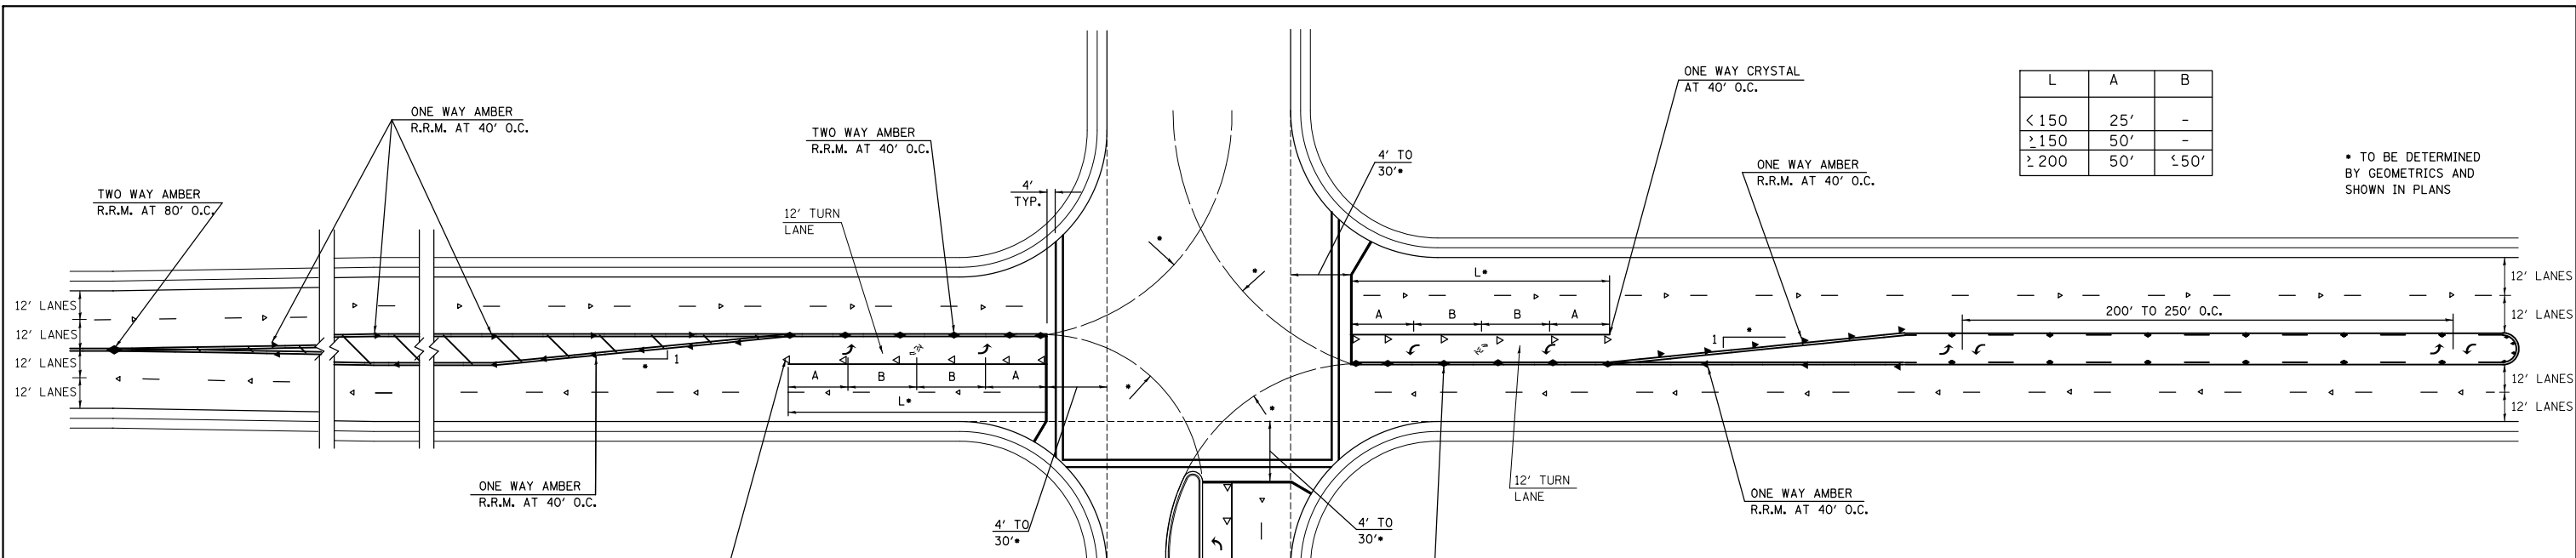 ONE WAY CRYSTAL
AT 40' O.C.
L A B
<150 25' -
≥150 50' -
≥200 50' ≤50'
ONE WAY AMBER
R.R.M. AT 40' O.C.
TWO WAY AMBER
R.R.M. AT 40' O.C.
4' TO
30'*
ONE WAY AMBER
R.R.M. AT 40' O.C.
* TO BE DETERMINED
BY GEOMETRICS AND
SHOWN IN PLANS
TWO WAY AMBER
R.R.M. AT 80' O.C.
4'
TYP.
12' TURN
LANE
*
*
L*
12' LANES
12' LANES
12' LANES
12' LANES
12' LANES
12' LANES
A B B A
200' TO 250' O.C.
1
*
1
*
A B B A
L*
*
*
12' LANES
12' LANES
ONE WAY AMBER
R.R.M. AT 40' O.C.
12' TURN
LANE
ONE WAY AMBER
R.R.M. AT 40' O.C.
4' TO
30'*
4' TO
30'*